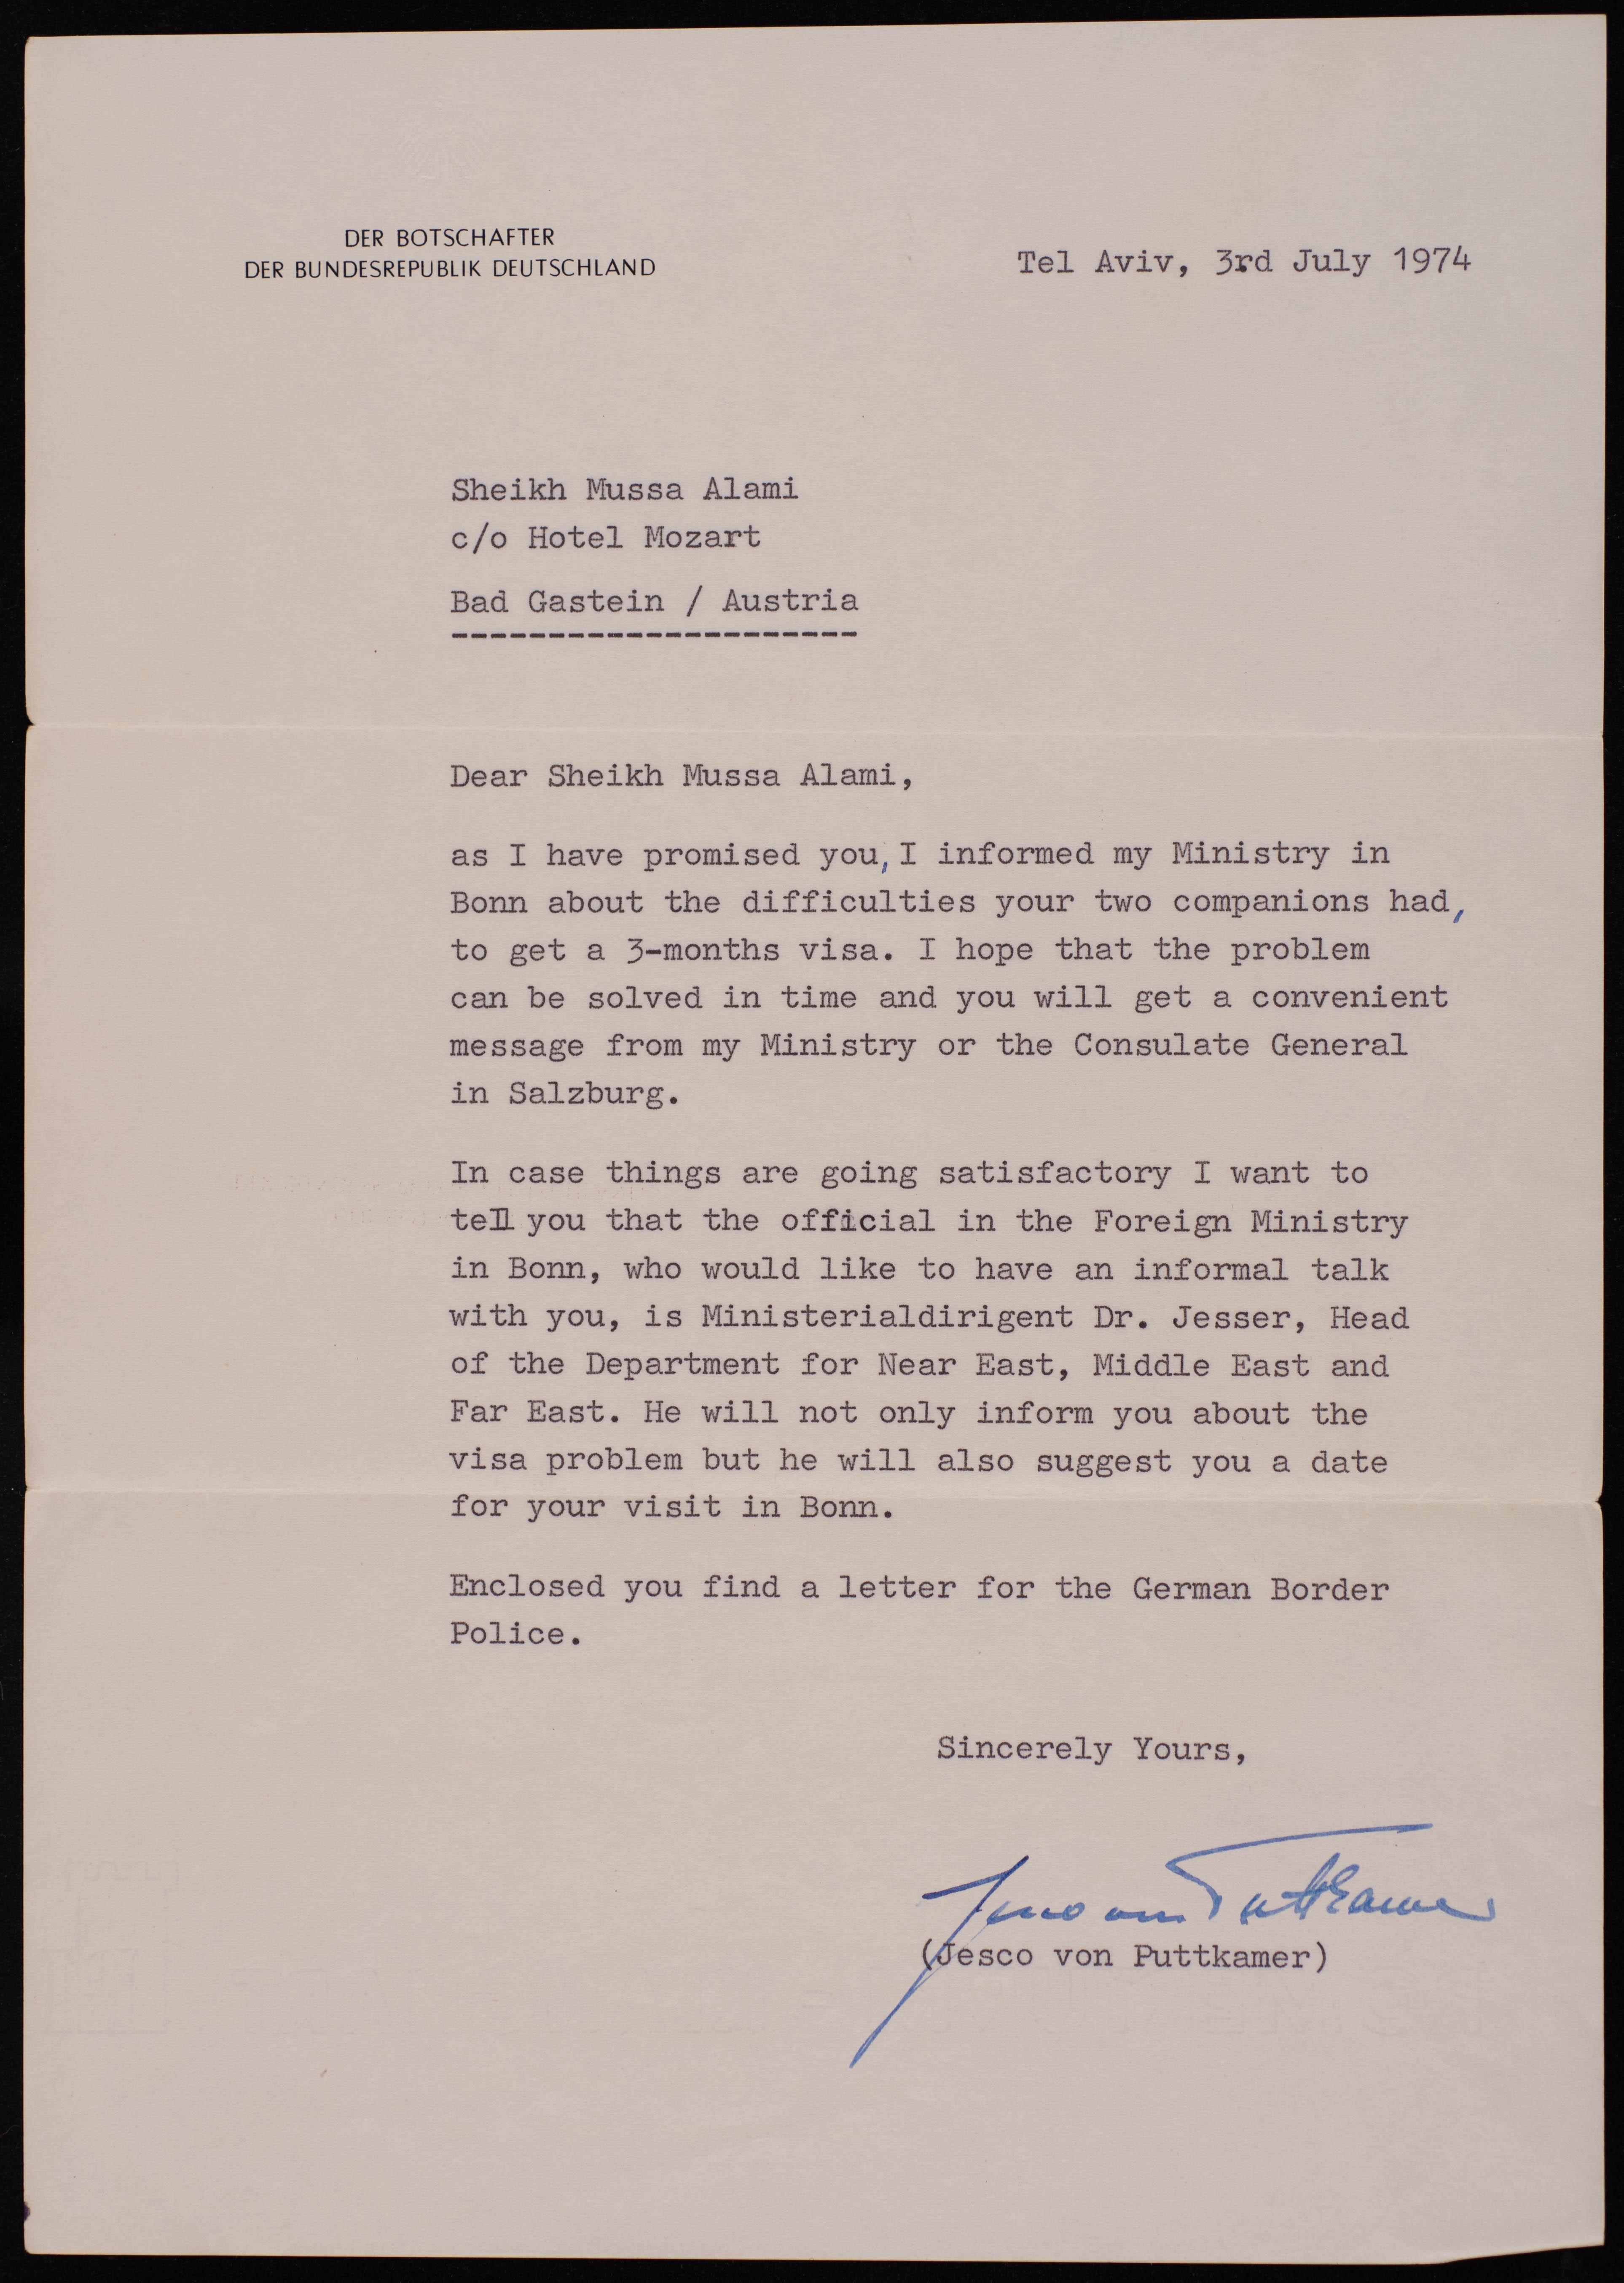 DER BOTSCHAFTER
DER BUNDESREPUBLIK DEUTSCHLAND
Tel Aviv, 3rd July 1974
Sheikh Mussa Alami
c/o Hotel Mozart
Bad Gastein / Austria
Dear Sheikh Mussa Alami,
as I have promised you, I informed my Ministry in
Bonn about the difficulties your two companions had,
to get a 3-months visa. I hope that the problem
can be solved in time and you will get a convenient
message from my Ministry or the Consulate General
in Salzburg.
In case things are going satisfactory I want to
tell you that the official in the Foreign Ministry
in Bonn, who would like to have an informal talk
with you, is Ministerialdirigent Dr. Jesser, Head
of the Department for Near East, Middle East and
Far East. He will not only inform you about the
visa problem but he will also suggest you a date
for your visit in Bonn.
Enclosed you find a letter for the German Border
Police.
Sincerely Yours,
Jesco von Puttkamer
(Jesco von Puttkamer)